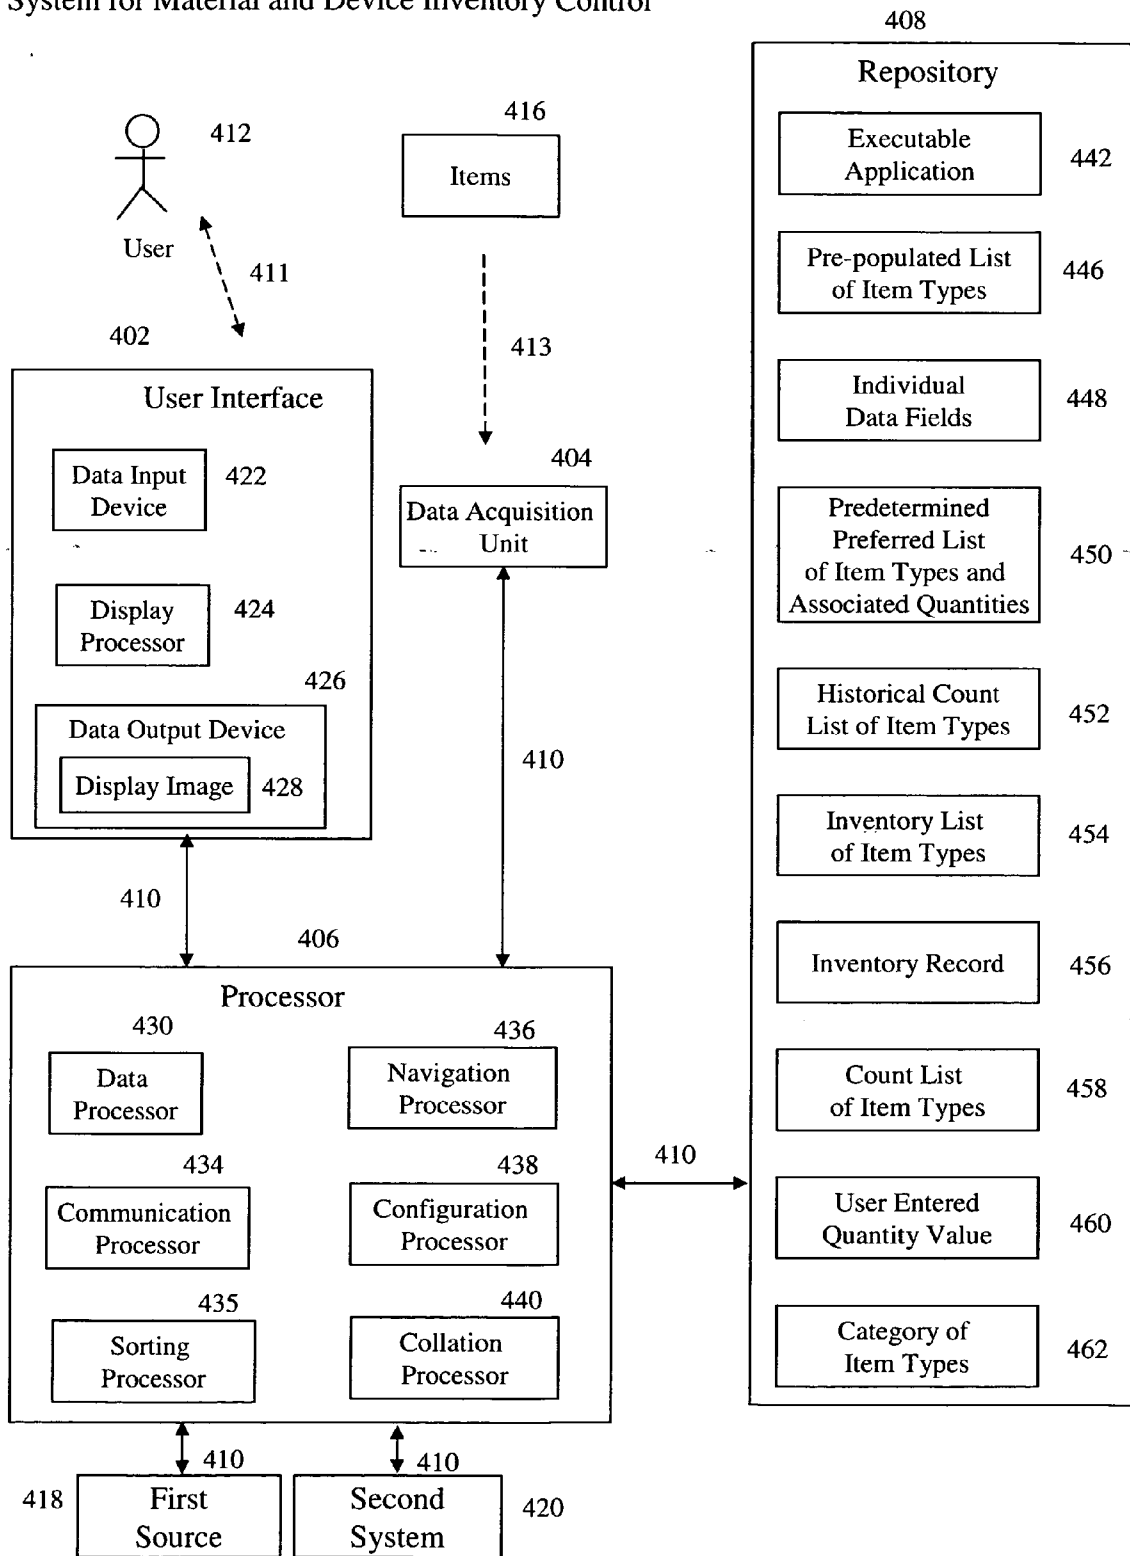 System for Material and Device Inventory Control
408
Repository
Executable
Application
442
Pre-populated List
of Item Types
446
Individual
Data Fields
448
Predetermined
Preferred List
of Item Types and
Associated Quantities
450
Historical Count
List of Item Types
452
Inventory List
of Item Types
454
Inventory Record
456
Count List
of Item Types
458
User Entered
Quantity Value
460
Category of
Item Types
462
412
User
411
416
Items
413
402
User Interface
Data Input
Device
422
Display
Processor
424
426
Data Output Device
Display Image
428
404
Data Acquisition
Unit
410
410
406
Processor
430
Data
Processor
436
Navigation
Processor
434
Communication
Processor
438
Configuration
Processor
435
Sorting
Processor
440
Collation
Processor
410
410
410
418
First
Source
Second
System
420